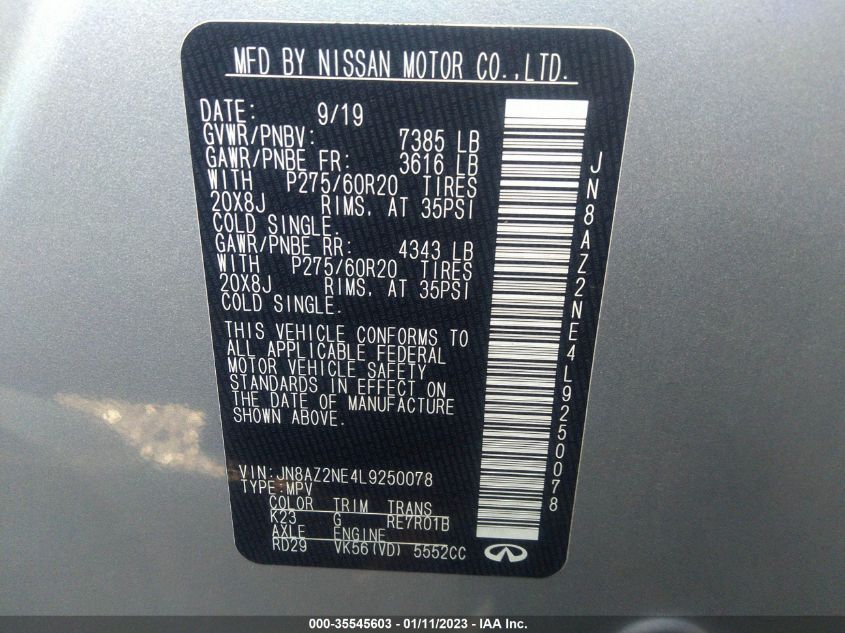 MFD BY NISSAN MOTOR CO.,LTD.
DATE: 9/19
GVWR/PNBV: 7385 LB
GAWR/PNBE FR: 3616 LB
WITH P275/60R20 TIRES
20X8J RIMS, AT 35PSI
COLD SINGLE.
GAWR/PNBE RR: 4343 LB
WITH P275/60R20 TIRES
20X8J RIMS, AT 35PSI
COLD SINGLE.
THIS VEHICLE CONFORMS TO
ALL APPLICABLE FEDERAL
MOTOR VEHICLE SAFETY
STANDARDS IN EFFECT ON
THE DATE OF MANUFACTURE
SHOWN ABOVE.
VIN:JN8AZ2NE4L9250078
TYPE:MPV
COLOR TRIM TRANS
K23 G RE7R01B
AXLE ENGINE
RD29 VK56(VD) 5552CC
JN8AZ2NE4L9250078
000-35545603 - 01/11/2023 - IAA Inc.